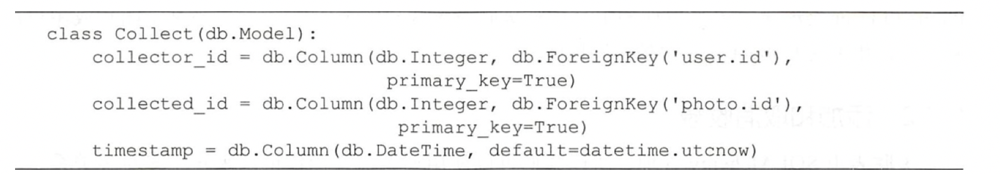 class Collect(db.Model):
    collector_id = db.Column(db.Integer, db.ForeignKey('user.id'),
                              primary_key=True)
    collected_id = db.Column(db.Integer, db.ForeignKey('photo.id'),
                               primary_key=True)
    timestamp = db.Column(db.DateTime, default=datetime.utcnow)